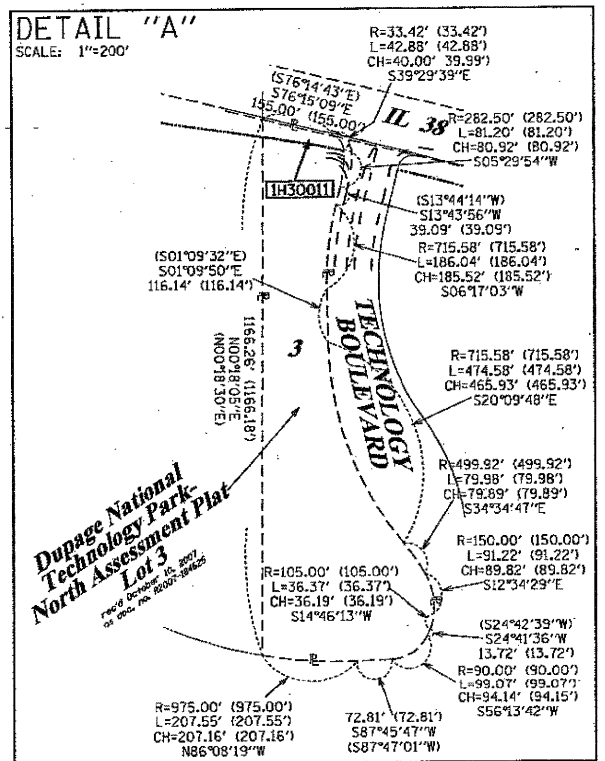 DETAIL "A"
SCALE: 1"=200'
R=33.42' (33.42')
L=42.88' (42.88')
CH=40.00' 39.99')
S39°29'39"E
(S76°14'43"E)
S76°15'09"E
155.00' (155.00')
IL 38
R=282.50' (282.50')
L=81.20' (81.20')
CH=80.92' (80.92')
S05°29'54"W
1H30011
(S13°44'14"W)
S13°43'56"W
39.09' (39.09')
R=715.58' (715.58')
L=186.04' (186.04')
CH=185.52' (185.52')
S06°17'03"W
(S01°09'32"E)
S01°09'50"E
116.14' (116.14')
1166.26' (1166.18')
N00°18'05"E
(N00°18'30"E)
3
TECHNOLOGY
BOULEVARD
R=715.58' (715.58')
L=474.58' (474.58')
CH=465.93' (465.93')
S20°09'48"E
R=499.92' (499.92')
L=79.98' (79.98')
CH=79.89' (79.89')
S34°34'47"E
Dupage National
Technology Park-
North Assessment Plat
Lot 3
rec'd October 10, 2007
as doc. no. R2007-184626
R=150.00' (150.00')
L=91.22' (91.22')
CH=89.82' (89.82')
S12°34'29"E
R=105.00' (105.00')
L=36.37' (36.37')
CH=36.19' (36.19')
S14°46'13"W
(S24°42'39"W)
S24°41'36"W
13.72' (13.72')
R=90.00' (90.00')
L=99.07' (99.07')
CH=94.14' (94.15')
S56°13'42"W
R=975.00' (975.00')
L=207.55' (207.55')
CH=207.16' (207.16')
N86°08'19"W
72.81' (72.81')
S87°45'47"W
(S87°47'01"W)